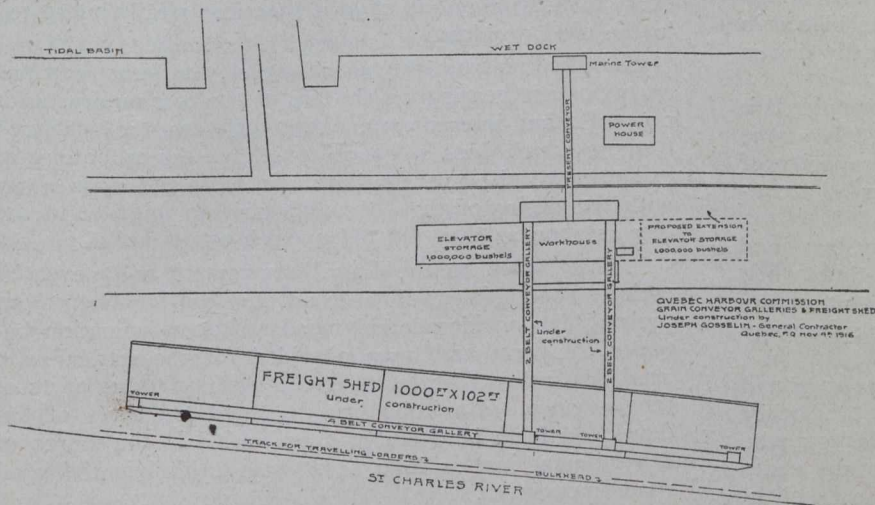 TIDAL BASIN
WET DOCK
Marine Tower
PRESENT CONVEYOR
POWER
HOUSE
ELEVATOR
STORAGE
1,000,000 bushels
Workhouse
PROPOSED EXTENSION
TO
ELEVATOR STORAGE
1,000,000 bushels
2 BELT CONVEYOR GALLERY
2 BELT CONVEYOR GALLERY
Under
construction
QUEBEC HARBOUR COMMISSION
GRAIN CONVEYOR GALLERIES & FREIGHT SHED
Under construction by
JOSEPH GOSSELIN - General Contractor
Quebec, P.Q Nov 4th 1916
FREIGHT SHED 1000FT X 102FT
under construction
TOWER
4 BELT CONVEYOR GALLERY
TOWER
TOWER
TOWER
TRACK FOR TRAVELLING LOADERS
BULKHEAD
ST CHARLES RIVER